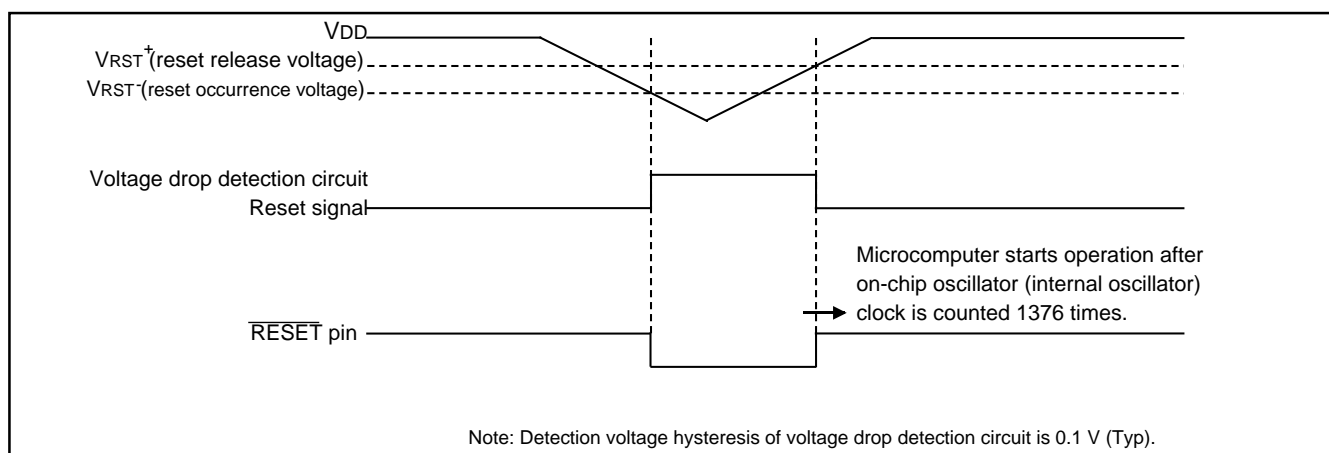 VDD
VRST+(reset release voltage)
VRST-(reset occurrence voltage)
Voltage drop detection circuit
Reset signal
Microcomputer starts operation after
on-chip oscillator (internal oscillator)
clock is counted 1376 times.
RESET pin
Note: Detection voltage hysteresis of voltage drop detection circuit is 0.1 V (Typ).